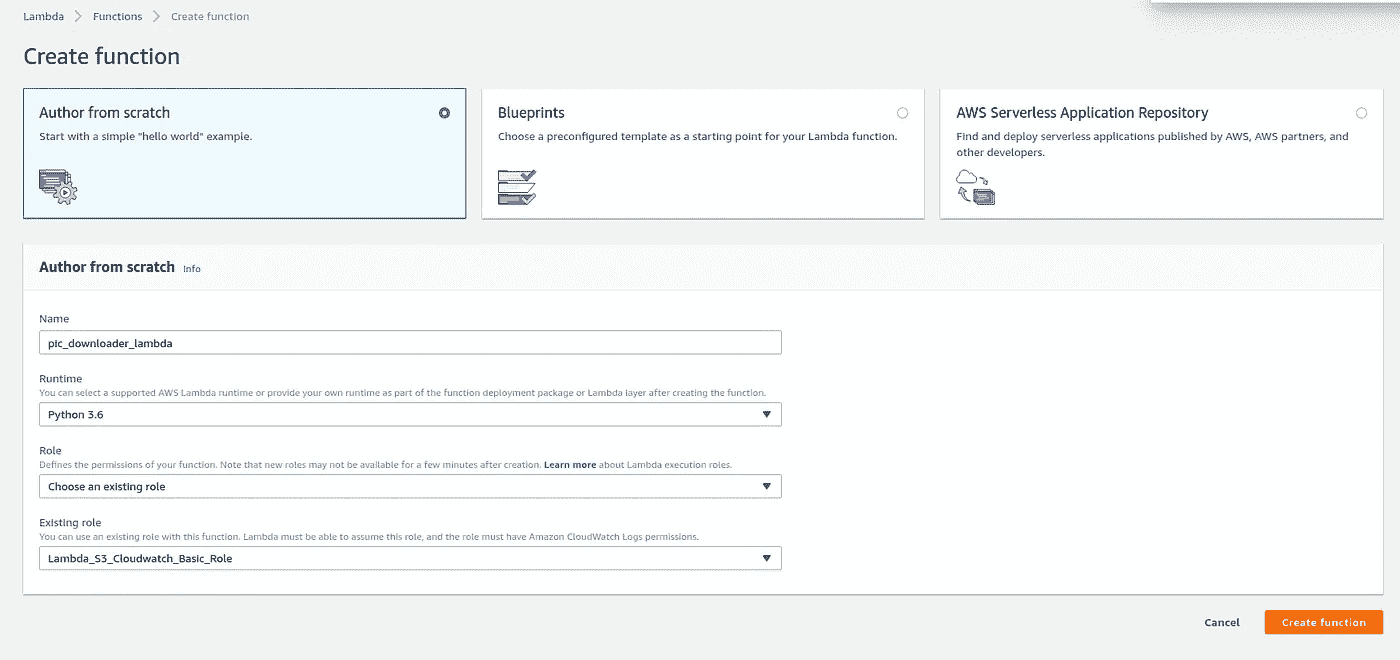 Lambda > Functions > Create function
Create function
Author from scratch
Start with a simple "hello world" example.
Blueprints
Choose a preconfigured template as a starting point for your Lambda function.
AWS Serverless Application Repository
Find and deploy serverless applications published by AWS, AWS partners, and
other developers.
Author from scratch Info
Name
pic_downloader_lambda
Runtime
You can select a supported AWS Lambda runtime or provide your own runtime as part of the function deployment package or Lambda layer after creating the function.
Python 3.6
Role
Defines the permissions of your function. Note that new roles may not be available for a few minutes after creation. Learn more about Lambda execution roles.
Choose an existing role
Existing role
You can use an existing role with this function. Lambda must be able to assume this role, and the role must have Amazon CloudWatch Logs permissions.
Lambda_S3_Cloudwatch_Basic_Role
Cancel Create function